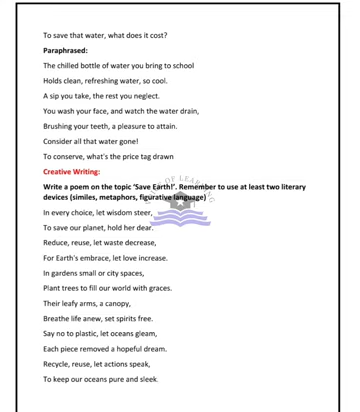 To save that water, what does it cost?
Paraphrased:
The chilled bottle of water you bring to school
Holds clean, refreshing water, so cool.
A sip you take, the rest you neglect.
You wash your face, and watch the water drain,
Brushing your teeth, a pleasure to attain.
Consider all that water gone!
To conserve, what's the price tag drawn
Creative Writing:
Write a poem on the topic ‘Save Earth!’. Remember to use at least two literary
devices (similes, metaphors, figurative language)
In every choice, let wisdom steer,
To save our planet, hold her dear.
Reduce, reuse, let waste decrease,
For Earth's embrace, let love increase.
In gardens small or city spaces,
Plant trees to fill our world with graces.
Their leafy arms, a canopy,
Breathe life anew, set spirits free.
Say no to plastic, let oceans gleam,
Each piece removed a hopeful dream.
Recycle, reuse, let actions speak,
To keep our oceans pure and sleek.